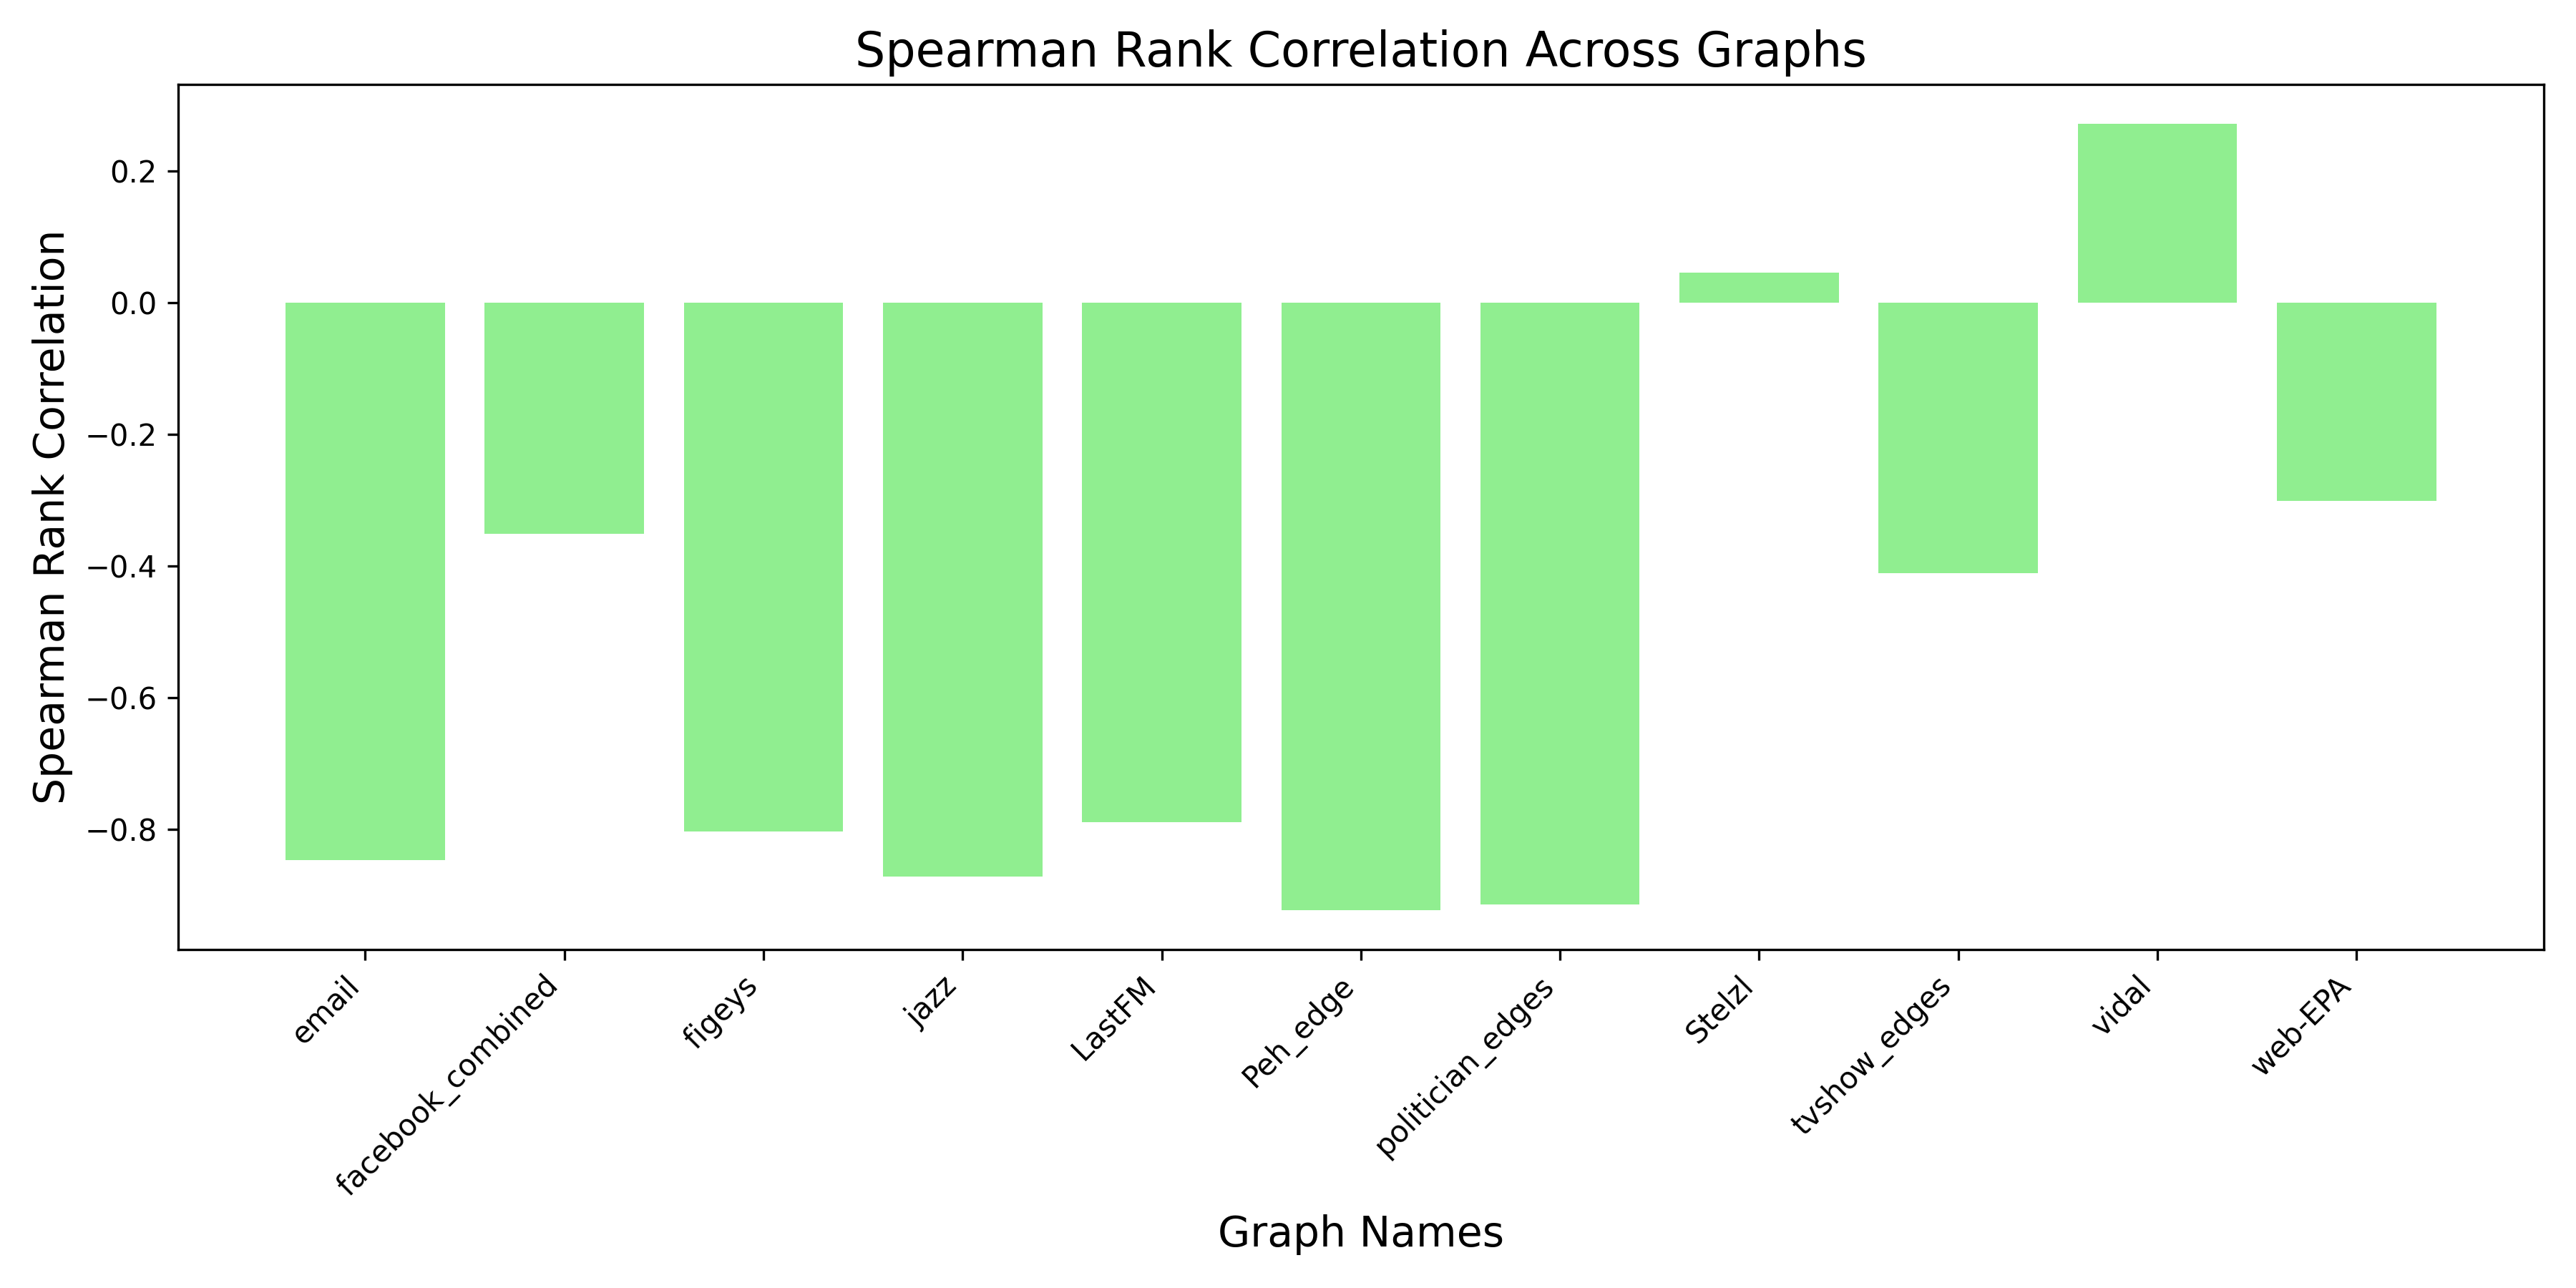 Spearman Rank Correlation Across Graphs
Spearman Rank Correlation
0.2
0.0
−0.2
−0.4
−0.6
−0.8
email
facebook_combined
figeys
jazz
LastFM
Peh_edge
politician_edges
Stelzl
tvshow_edges
vidal
web-EPA
Graph Names